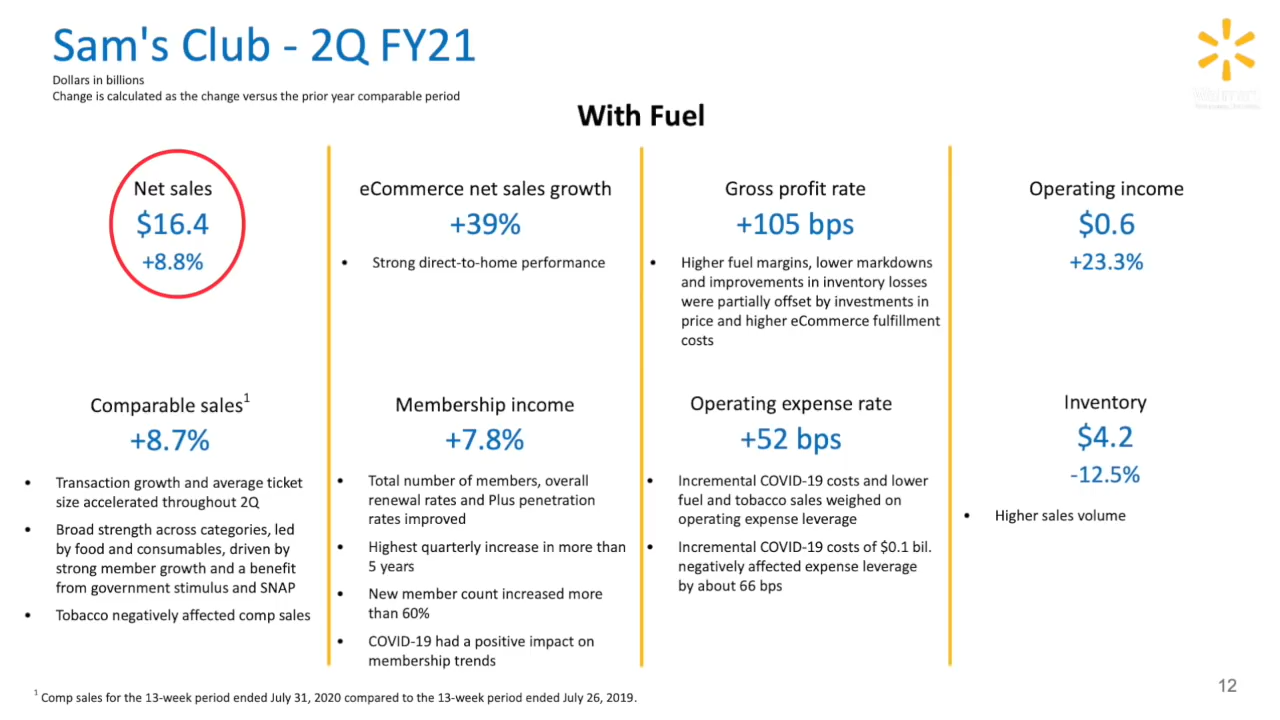 Sam's Club - 2Q FY21
Dollars in billions
Change is calculated as the change versus the prior year comparable period
Walmart
With Fuel
Net sales
$16.4
+8.8%
eCommerce net sales growth
+39%
• Strong direct-to-home performance
Gross profit rate
+105 bps
• Higher fuel margins, lower markdowns
and improvements in inventory losses
were partially offset by investments in
price and higher eCommerce fulfillment
costs
Operating income
$0.6
+23.3%
Comparable sales1
+8.7%
• Transaction growth and average ticket
size accelerated throughout 2Q
• Broad strength across categories, led
by food and consumables, driven by
strong member growth and a benefit
from government stimulus and SNAP
• Tobacco negatively affected comp sales
Membership income
+7.8%
• Total number of members, overall
renewal rates and Plus penetration
rates improved
• Highest quarterly increase in more than
5 years
• New member count increased more
than 60%
• COVID-19 had a positive impact on
membership trends
Operating expense rate
+52 bps
• Incremental COVID-19 costs and lower
fuel and tobacco sales weighed on
operating expense leverage
• Incremental COVID-19 costs of $0.1 bil.
negatively affected expense leverage
by about 66 bps
Inventory
$4.2
-12.5%
• Higher sales volume
1 Comp sales for the 13-week period ended July 31, 2020 compared to the 13-week period ended July 26, 2019.
12